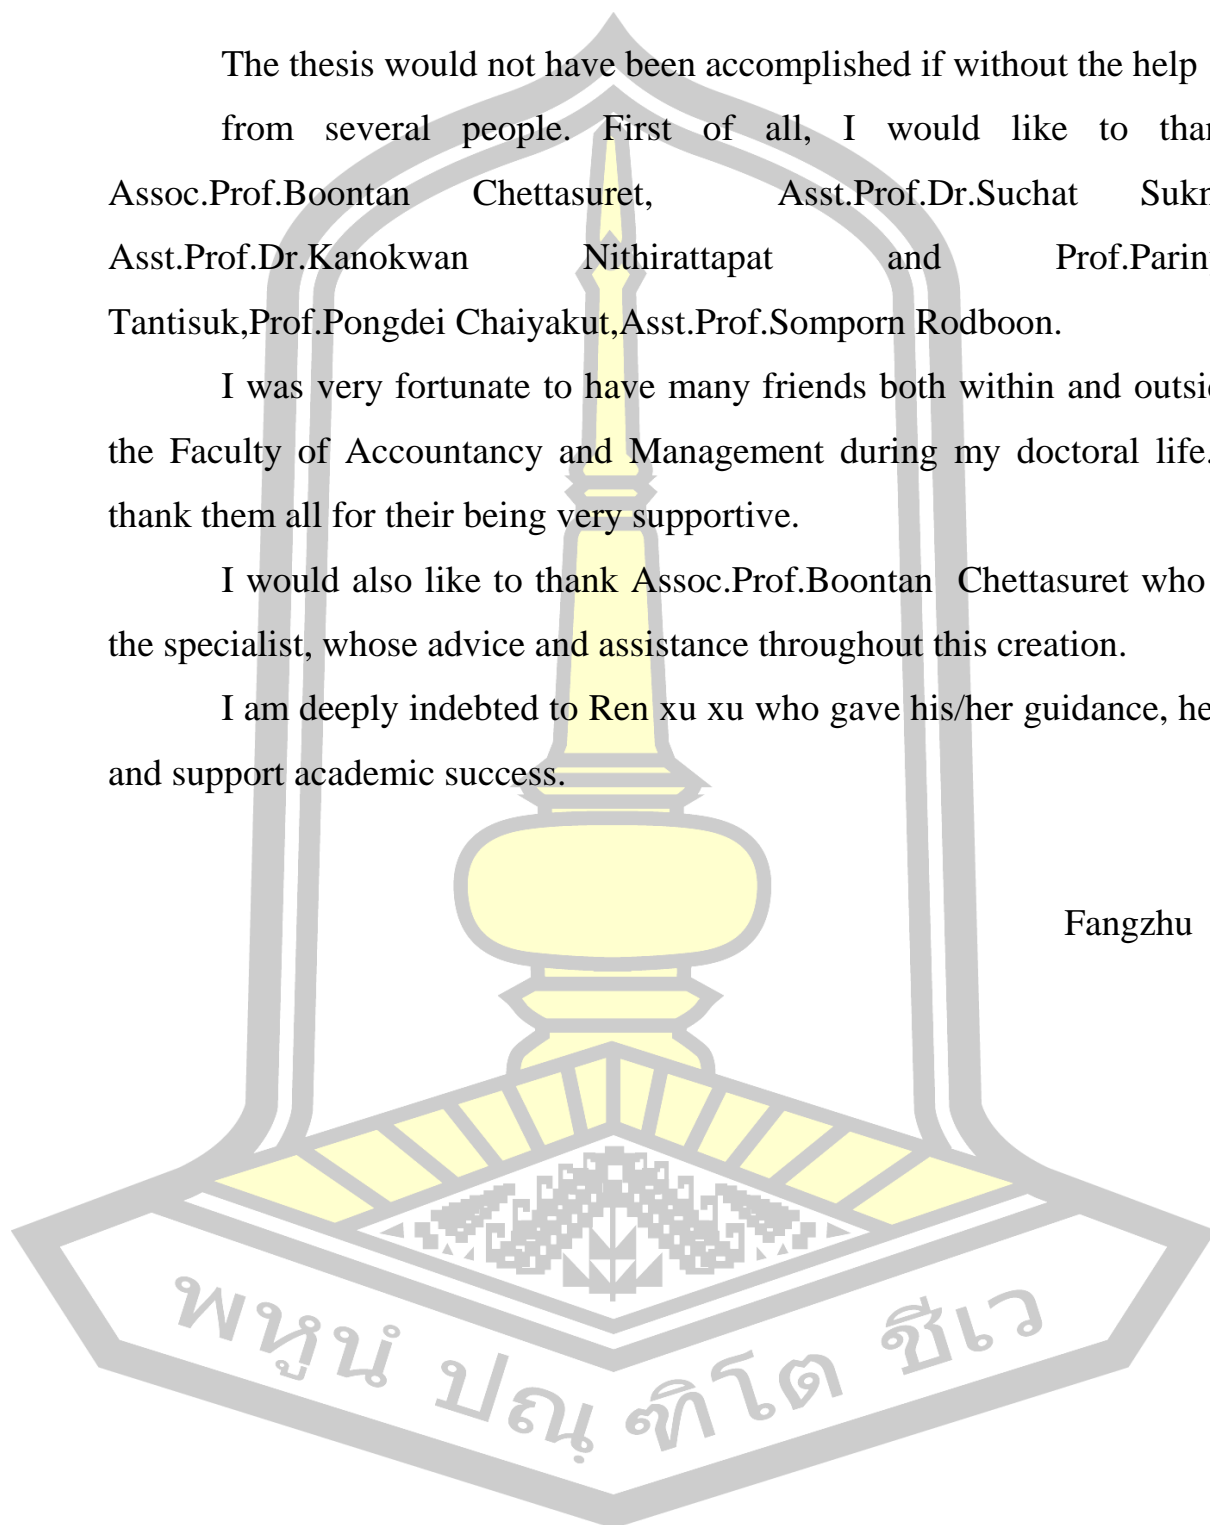 The thesis would not have been accomplished if without the help
from several people. First of all, I would like to
Assoc.Prof.Boontan Chettasuret, Asst.Prof.Dr.Suchat
Asst.Prof.Dr.Kanokwan Nithirattapat and
Tantisuk,Prof.Pongdei Chaiyakut,Asst.Prof.Somporn Rodboon.
I was very fortunate to have many friends both within and
the Faculty of Accountancy and Management during my doctoral life.
thank them all for their being very supportive.
I would also like to thank Assoc.Prof.Boontan Chettasuret who
the specialist, whose advice and assistance throughout this creation.
I am deeply indebted to Ren xu xu who gave his/her guidance,
and support academic success.
Fangzhu
พหูนํ ปณฺฑิโต ชีเว